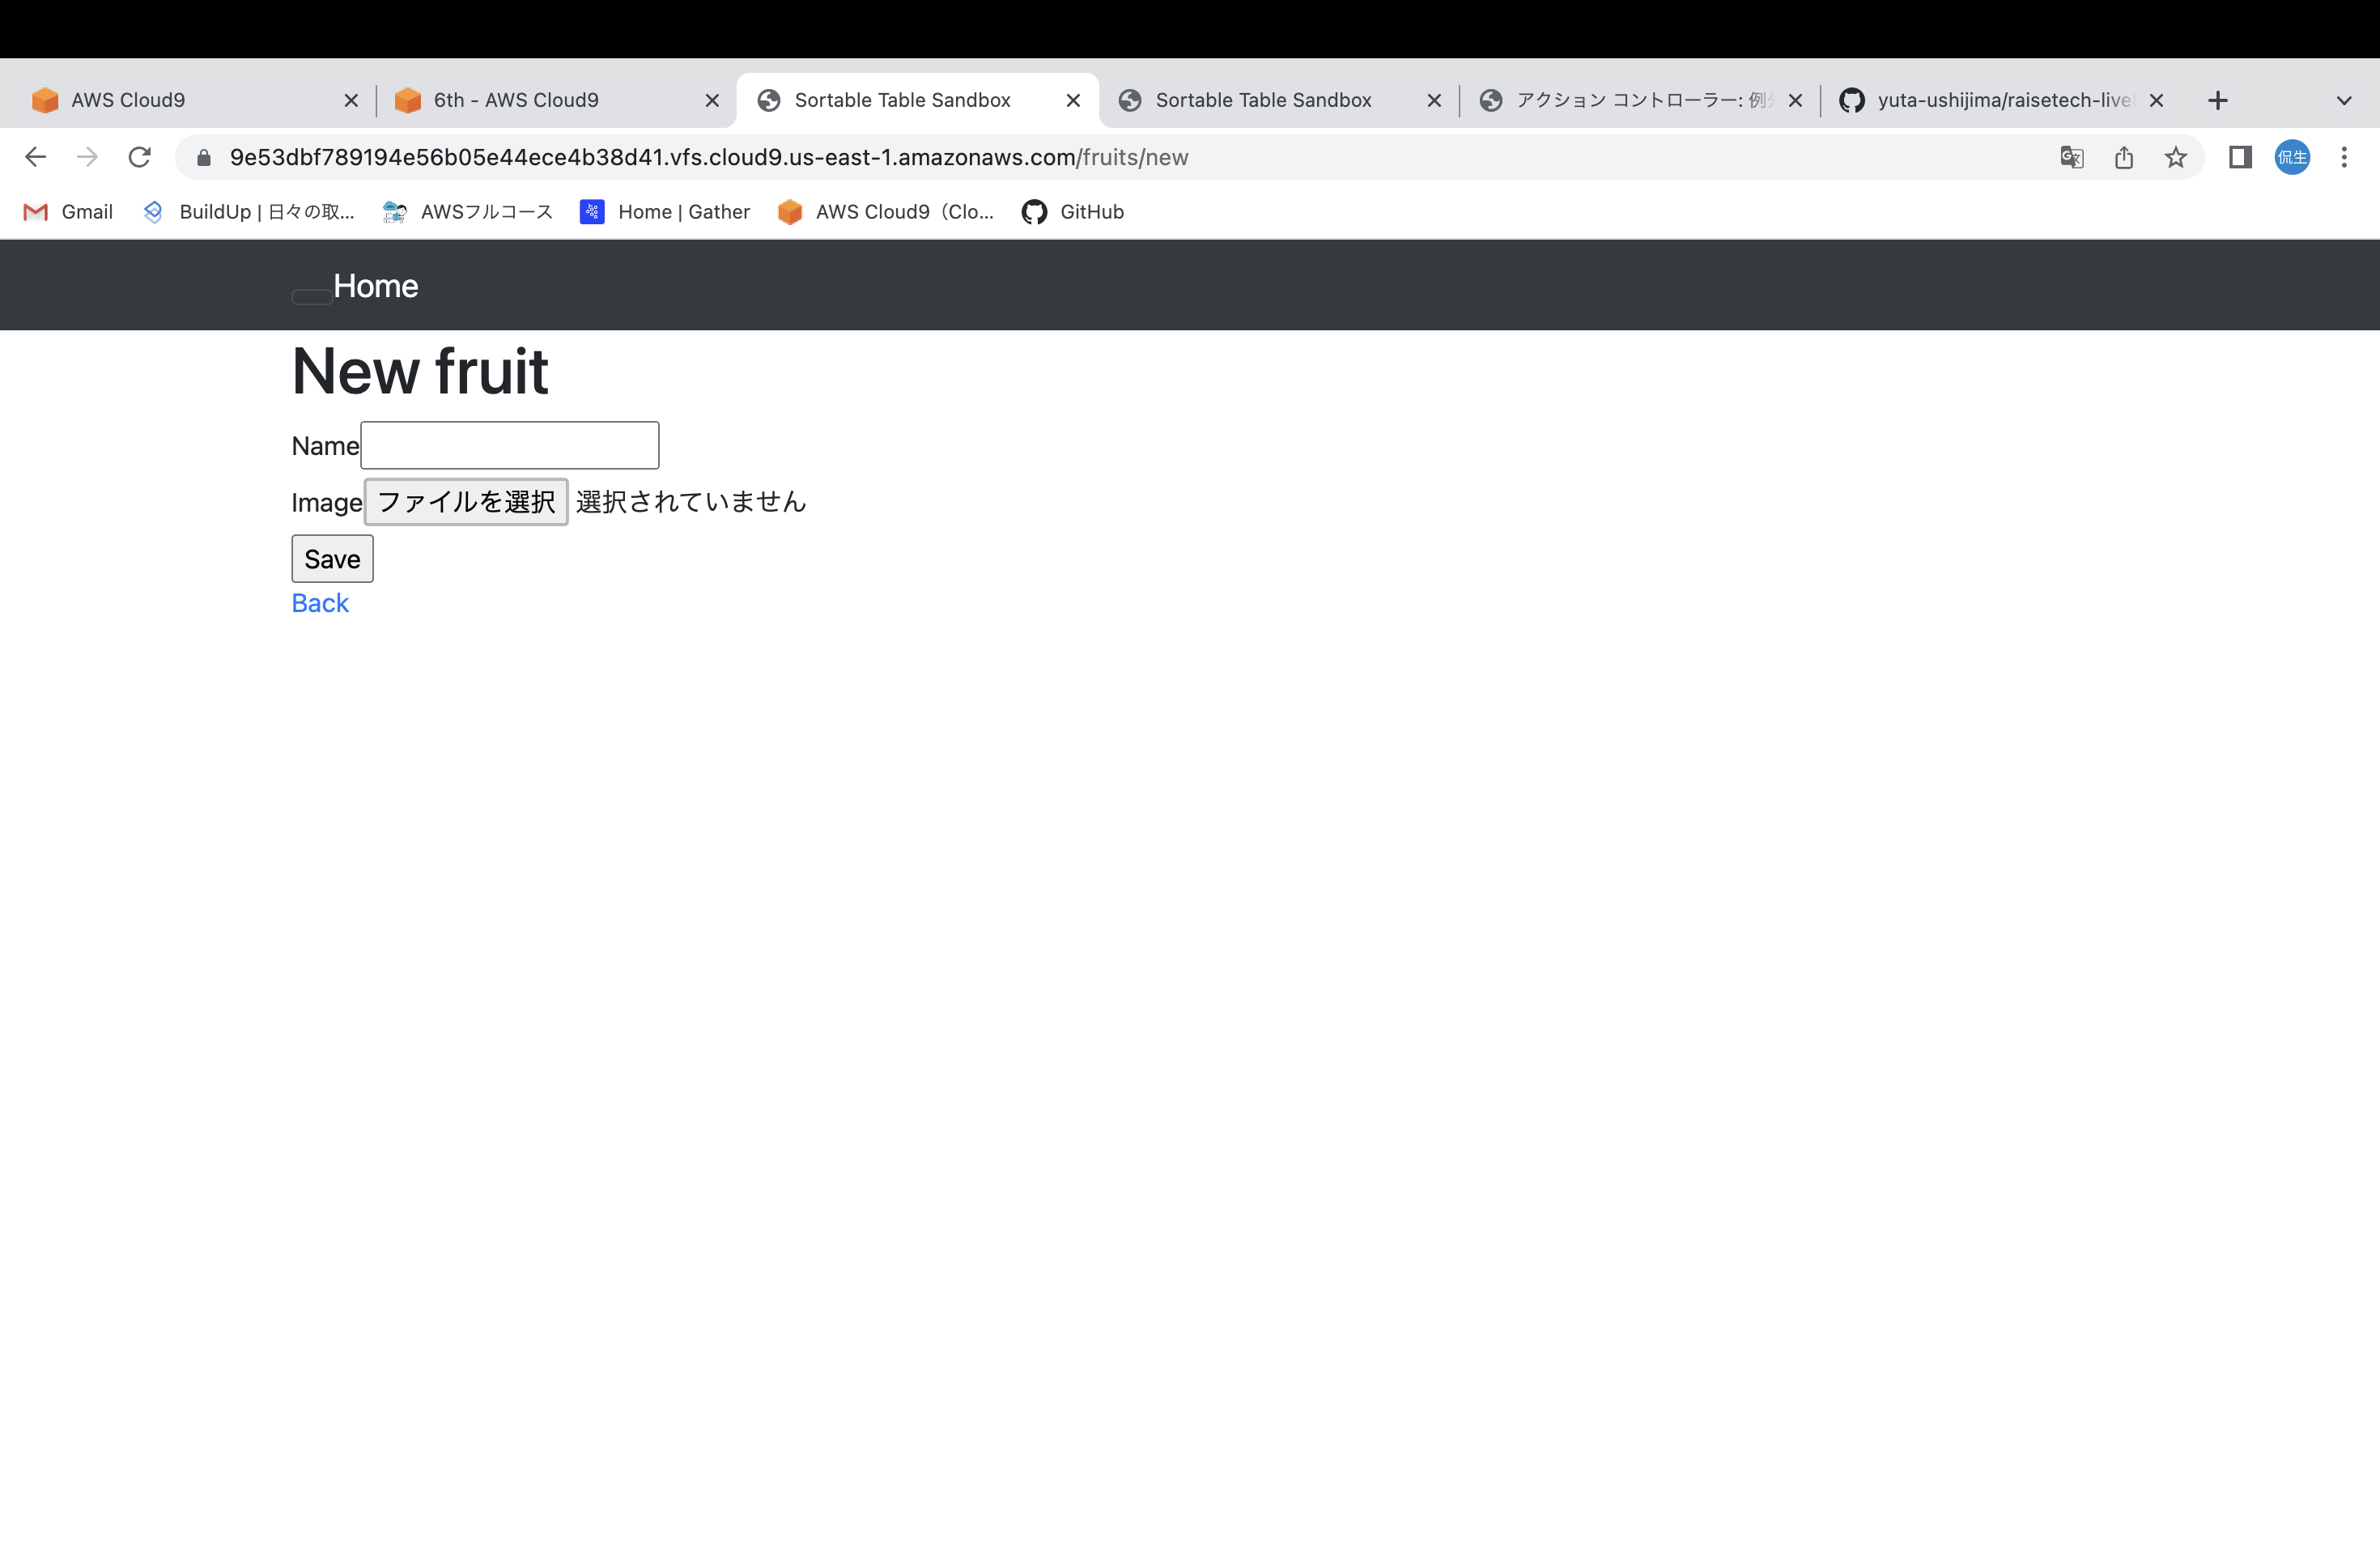 AWS Cloud9
6th - AWS Cloud9
Sortable Table Sandbox
Sortable Table Sandbox
アクション コントローラー: 例
yuta-ushijima/raisetech-live
9e53dbf789194e56b05e44ece4b38d41.vfs.cloud9.us-east-1.amazonaws.com/fruits/new
侃生
Gmail
BuildUp | 日々の取...
AWSフルコース
Home | Gather
AWS Cloud9（Clo...
GitHub
Home
New fruit
Name
Image ファイルを選択 選択されていません
Save
Back